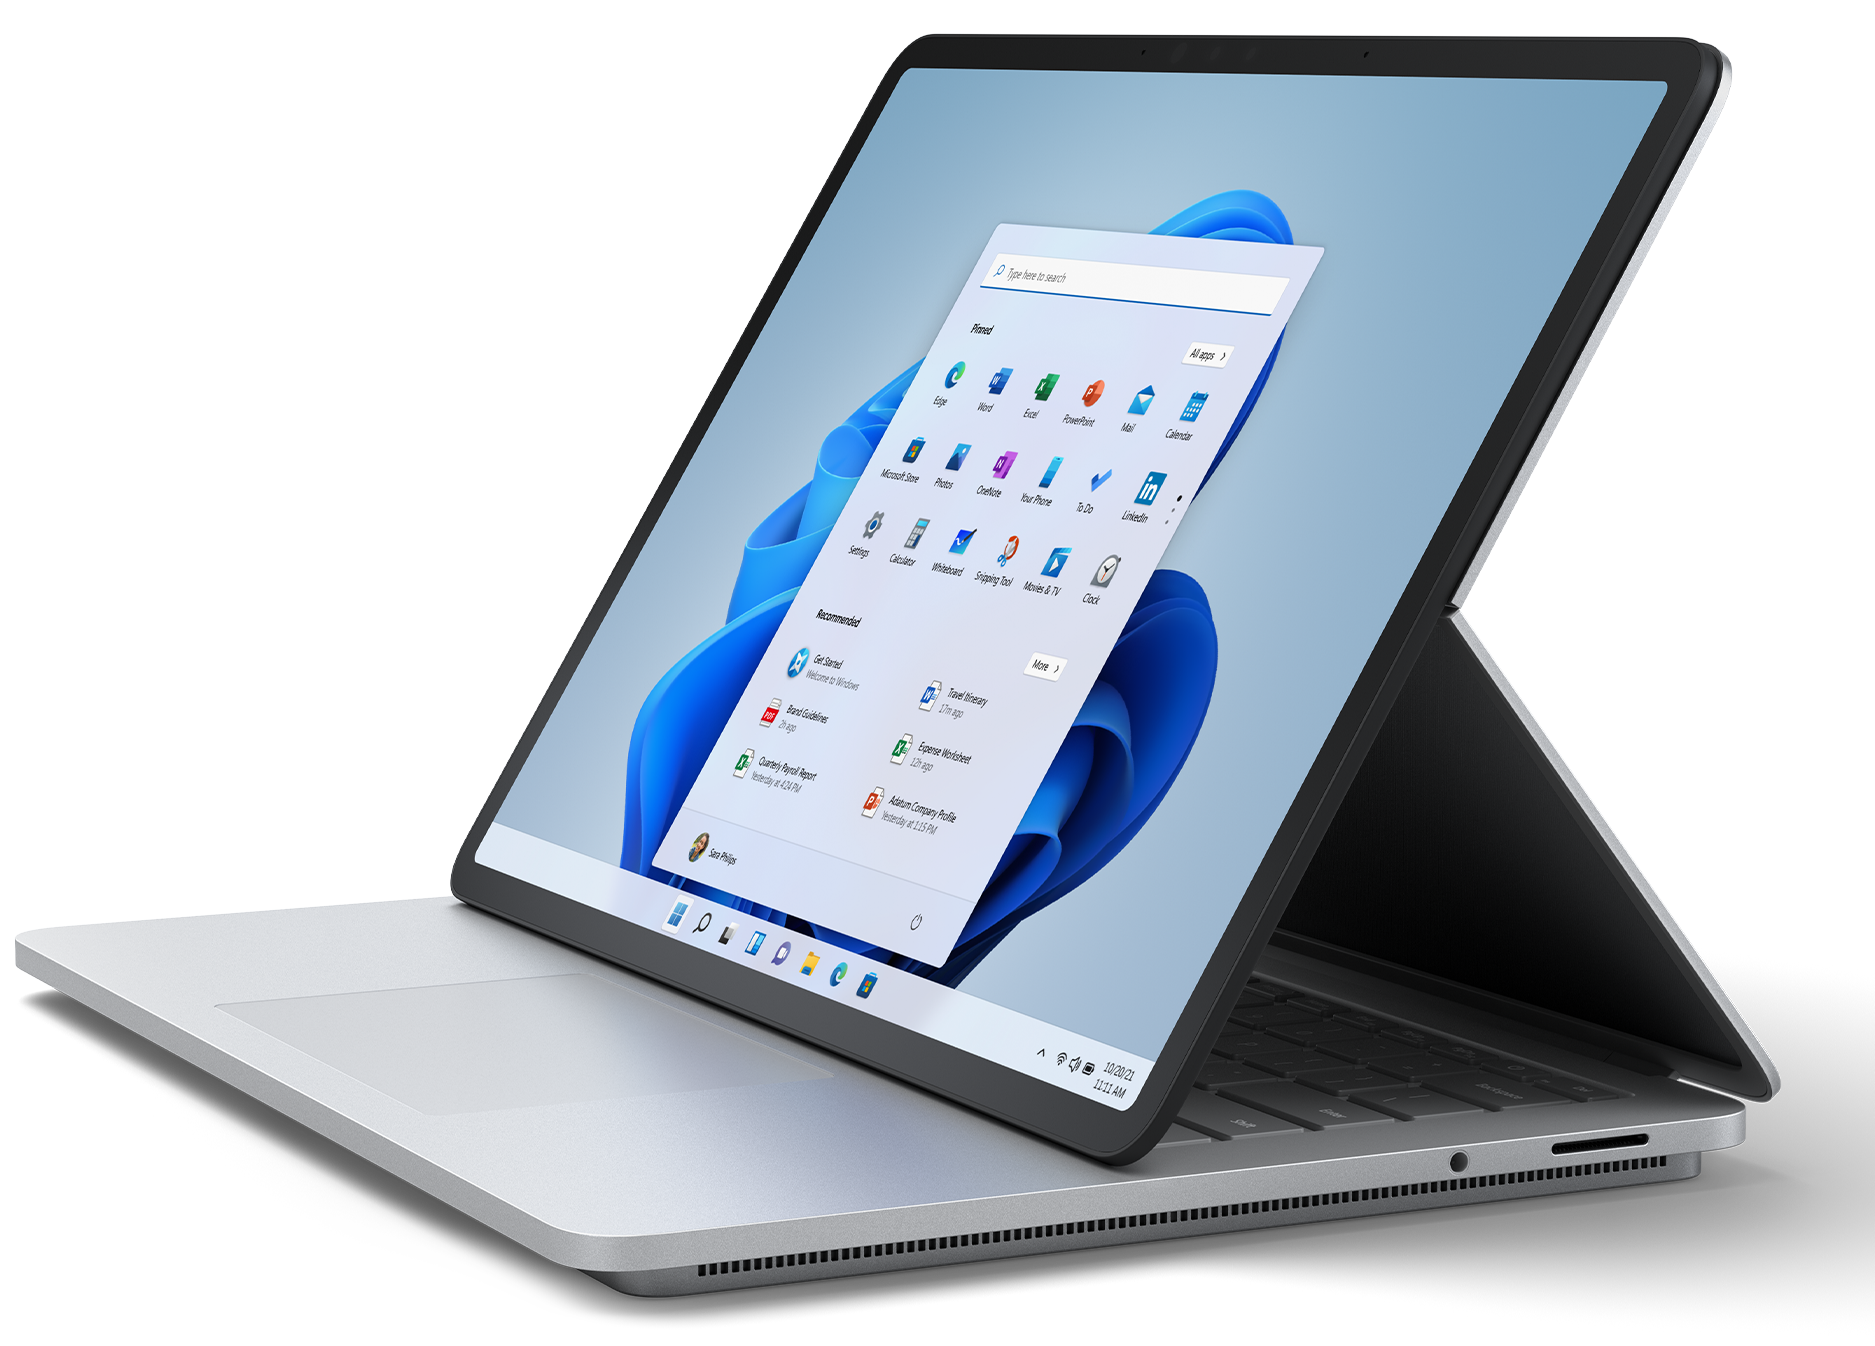 Type here to search
Pinned
All apps >
Edge
Word
Excel
PowerPoint
Mail
Calendar
Microsoft Store
Photos
OneNote
Your Phone
To Do
LinkedIn
Settings
Calculator
Whiteboard
Snipping Tool
Movies & TV
Clock
Recommended
More >
Get Started
Welcome to Windows
Travel Itinerary
17m ago
Brand Guidelines
2h ago
Expense Worksheet
12h ago
Quarterly Payroll Report
Yesterday at 4:24 PM
Adatum Company Profile
Yesterday at 1:15 PM
Sara Philips
10/20/21
11:11 AM
Backspace
Enter
Shift